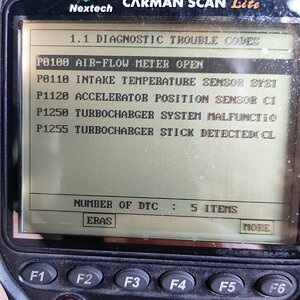 Nextech CARMAN SCAN Lite
1.1 DIAGNOSTIC TROUBLE CODES
P0100 AIR-FLOW METER OPEN
P0110 INTAKE TEMPERATURE SENSOR SYST
P1120 ACCELERATOR POSITION SENSOR CI
P1250 TURBOCHARGER SYSTEM MALFUNCTIO
P1255 TURBOCHARGER STICK DETECTED(CL
NUMBER OF DTC : 5 ITEMS
ERAS MORE
F1 F2 F3 F4 F5 F6